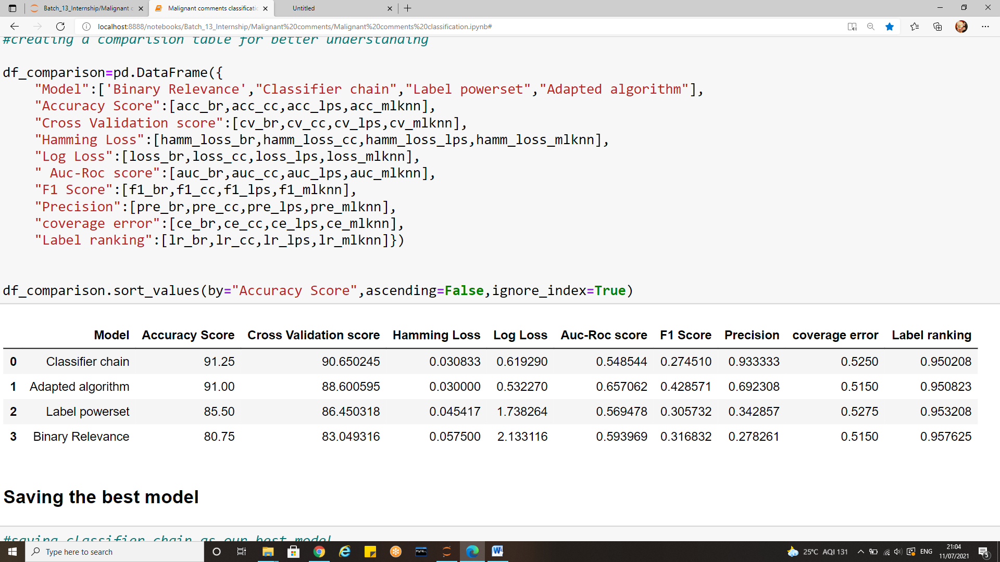 Batch_13_Internship/Malignant c
Malignant comments classificatic
Untitled
localhost:8888/notebooks/Batch_13_Internship/Malignant%20comments/Malignant%20comments%20classification.ipynb#
#creating a comparision table for better understanding
df_comparison=pd.DataFrame({
"Model":['Binary Relevance',"Classifier chain","Label powerset","Adapted algorithm"],
"Accuracy Score":[acc_br,acc_cc,acc_lps,acc_mlknn],
"Cross Validation score":[cv_br,cv_cc,cv_lps,cv_mlknn],
"Hamming Loss":[hamm_loss_br,hamm_loss_cc,hamm_loss_lps,hamm_loss_mlknn],
"Log Loss":[loss_br,loss_cc,loss_lps,loss_mlknn],
" Auc-Roc score":[auc_br,auc_cc,auc_lps,auc_mlknn],
"F1 Score":[f1_br,f1_cc,f1_lps,f1_mlknn],
"Precision":[pre_br,pre_cc,pre_lps,pre_mlknn],
"coverage error":[ce_br,ce_cc,ce_lps,ce_mlknn],
"Label ranking":[lr_br,lr_cc,lr_lps,lr_mlknn]})
df_comparison.sort_values(by="Accuracy Score",ascending=False,ignore_index=True)
Model Accuracy Score Cross Validation score Hamming Loss Log Loss Auc-Roc score F1 Score Precision coverage error Label ranking
0 Classifier chain 91.25 90.650245 0.030833 0.619290 0.548544 0.274510 0.933333 0.5250 0.950208
1 Adapted algorithm 91.00 88.600595 0.030000 0.532270 0.657062 0.428571 0.692308 0.5150 0.950823
2 Label powerset 85.50 86.450318 0.045417 1.738264 0.569478 0.305732 0.342857 0.5275 0.953208
3 Binary Relevance 80.75 83.049316 0.057500 2.133116 0.593969 0.316832 0.278261 0.5150 0.957625
Saving the best model
#saving classifier chain as our best model
Type here to search
MySQL
25°C AQI 131
ENG
21:04
11/07/2021
5